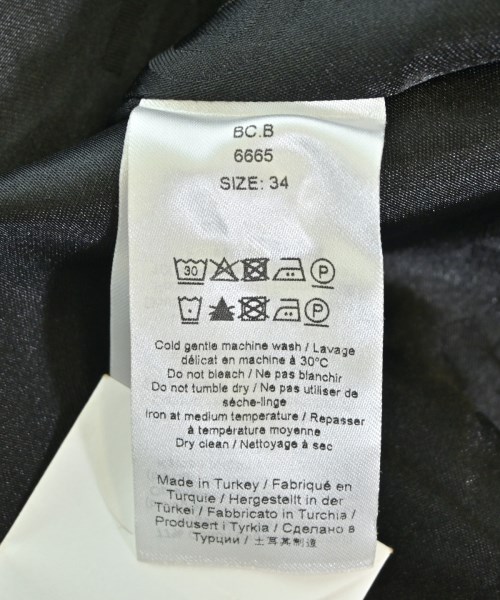 BC.B
6665
SIZE: 34
30 P
P
Cold gentle machine wash / Lavage
délicat en machine à 30°C
Do not bleach / Ne pas blanchir
Do not tumble dry / Ne pas utiliser de
sèche-linge
Iron at medium temperature / Repasser
à température moyenne
Dry clean / Nettoyage à sec
Made in Turkey / Fabriqué en
Turquie / Hergestellt in der
Türkei / Fabbricato in Turchia /
Produsert i Tyrkia / Сделано в
Турции / 土耳其制造